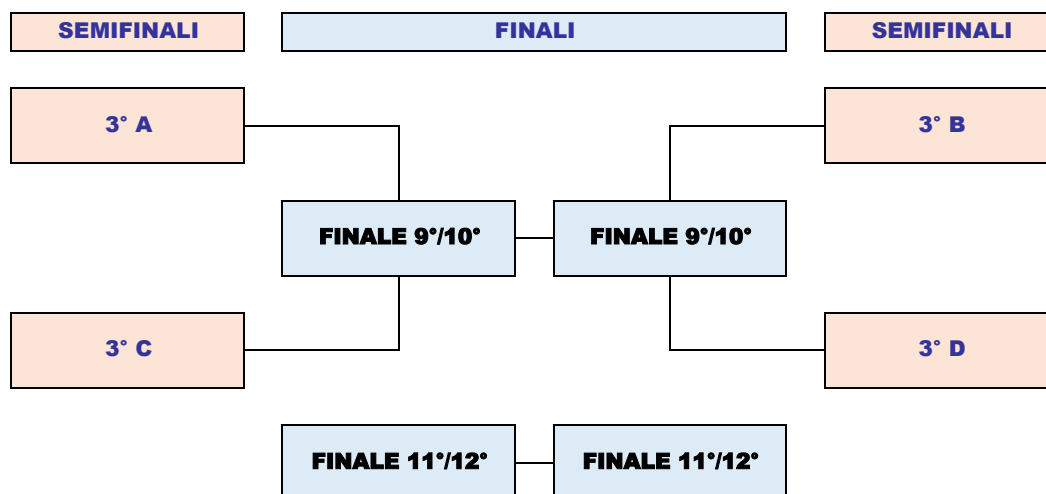 SEMIFINALI FINALI SEMIFINALI
3° A 3° B
FINALE 9°/10° FINALE 9°/10°
3° C 3° D
FINALE 11°/12° FINALE 11°/12°